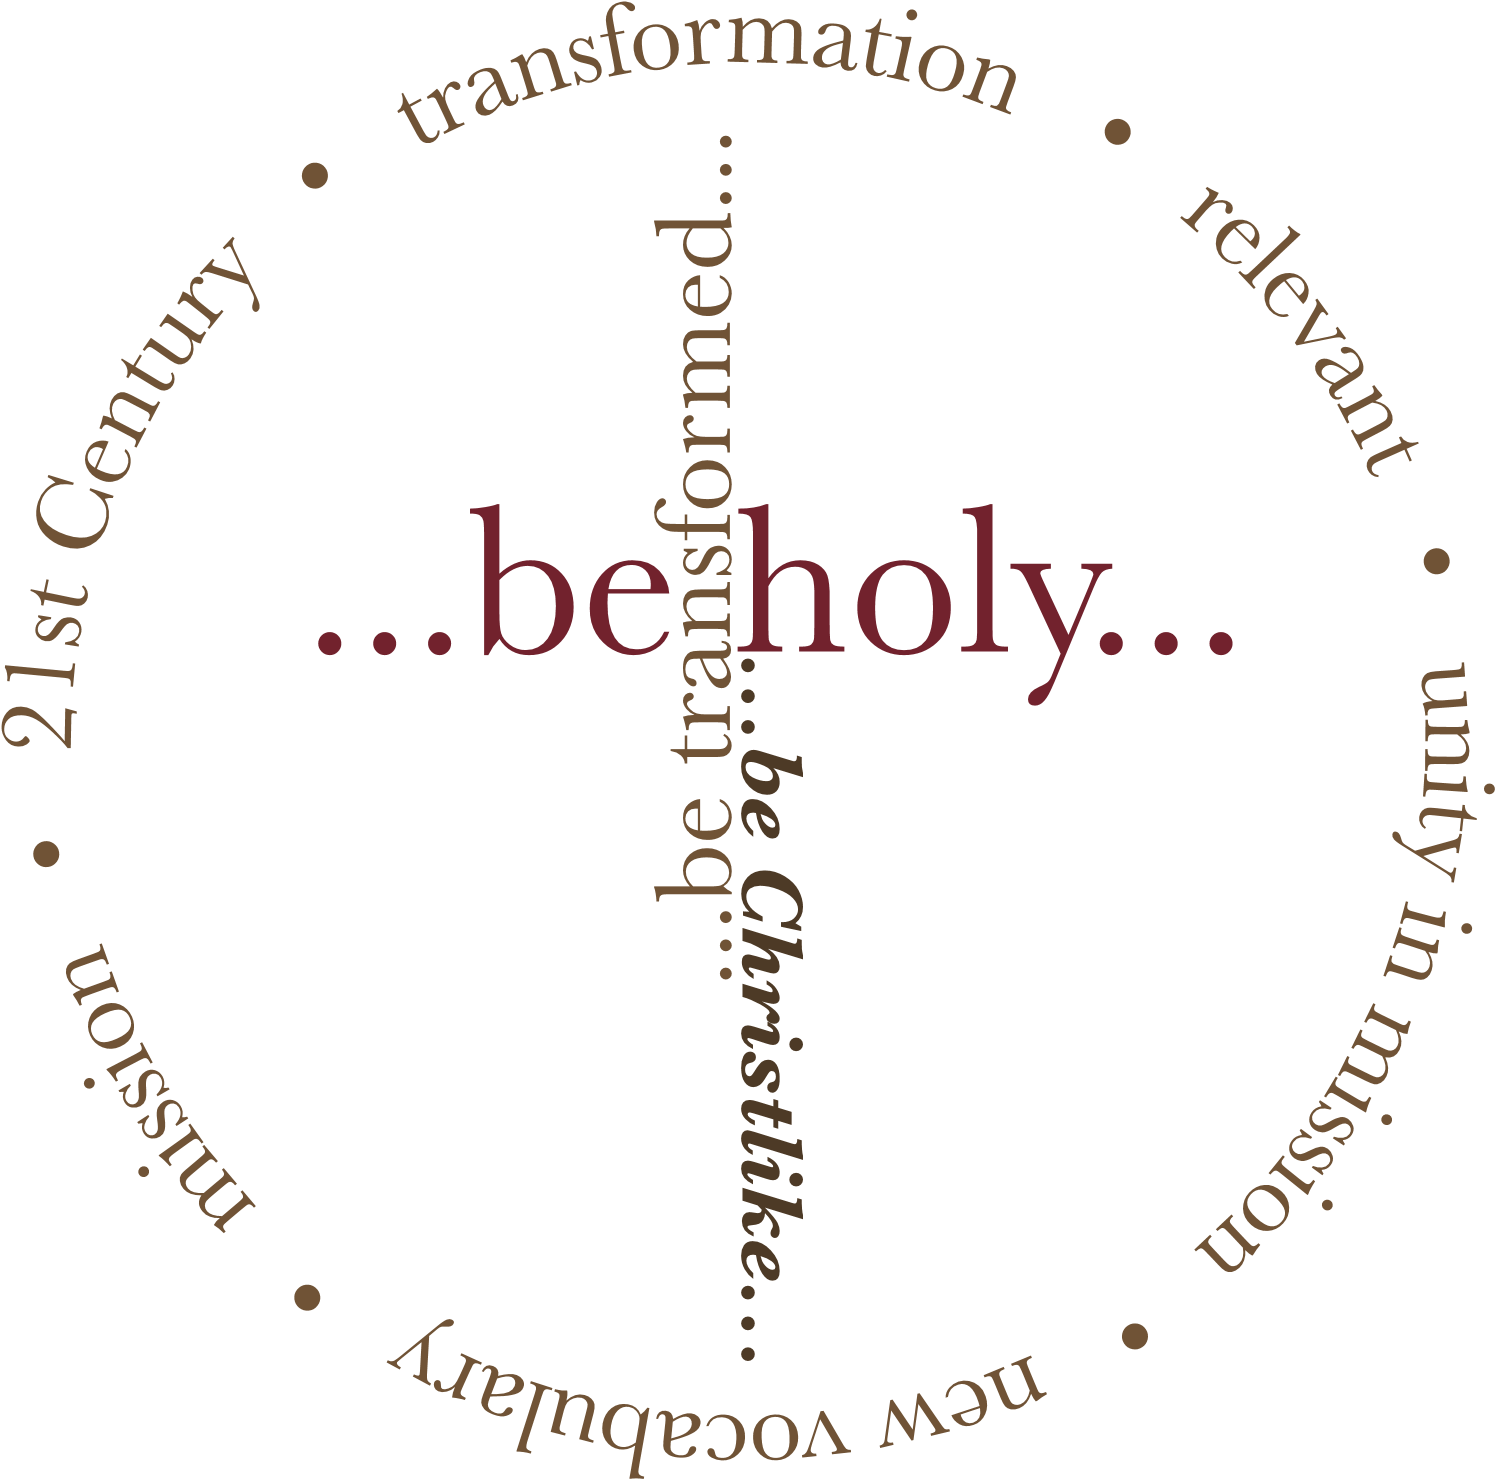 transformation
•
relevant
•
unity in mission
•
new vocabulary
•
mission
•
21st Century
•
...be transformed...
...be holy...
...be Christlike...